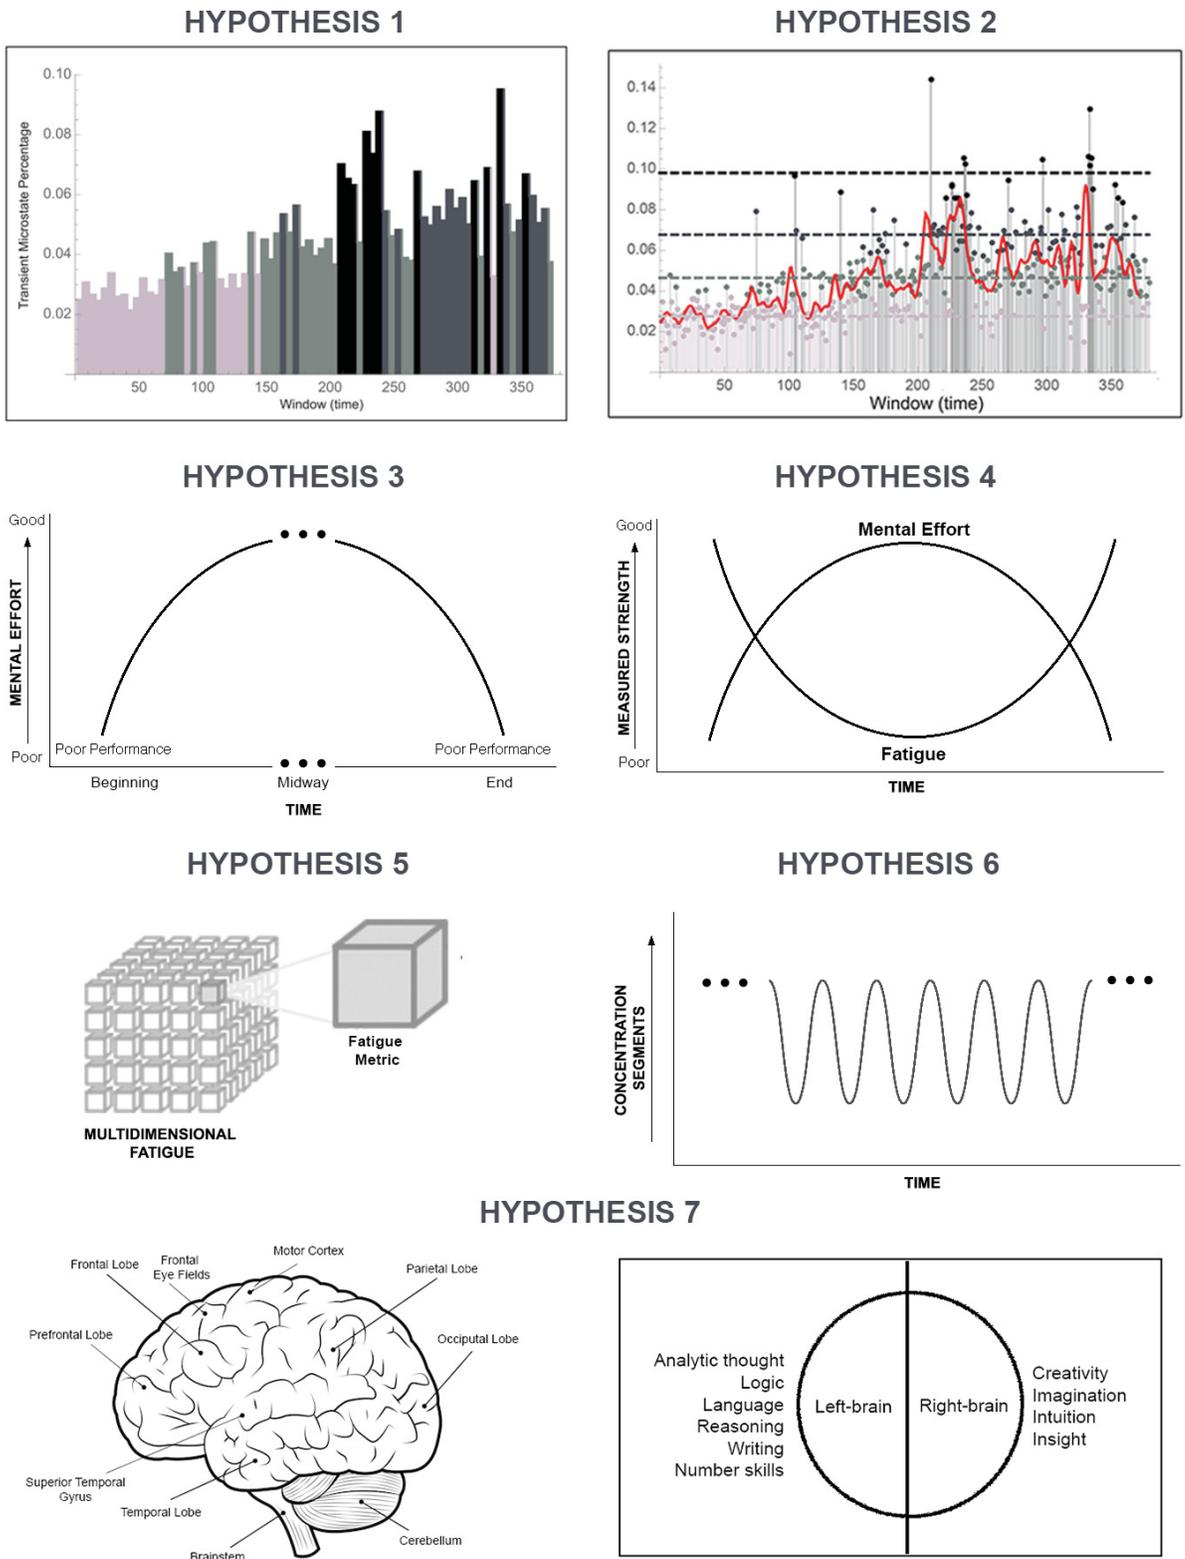 HYPOTHESIS 1
Transient Microstate Percentage
0.10
0.08
0.06
0.04
0.02
50 100 150 200 250 300 350
Window (time)
HYPOTHESIS 2
0.14
0.12
0.10
0.08
0.06
0.04
0.02
50 100 150 200 250 300 350
Window (time)
HYPOTHESIS 3
Good
MENTAL EFFORT
Poor
Poor Performance
Poor Performance
Beginning
Midway
End
TIME
HYPOTHESIS 4
Good
MEASURED STRENGTH
Poor
Mental Effort
Fatigue
TIME
HYPOTHESIS 5
Fatigue
Metric
MULTIDIMENSIONAL
FATIGUE
HYPOTHESIS 6
CONCENTRATION
SEGMENTS
TIME
HYPOTHESIS 7
Motor Cortex
Frontal
Eye Fields
Frontal Lobe
Parietal Lobe
Prefrontal Lobe
Occiputal Lobe
Superior Temporal
Gyrus
Temporal Lobe
Cerebellum
Brainstem
Analytic thought
Logic
Language
Reasoning
Writing
Number skills
Left-brain
Right-brain
Creativity
Imagination
Intuition
Insight